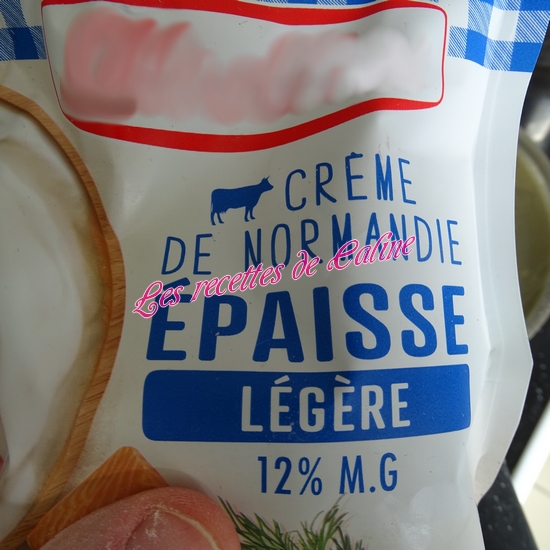 CRÈME
DE NORMANDIE
Les recettes de Caline
ÉPAISSE
LÉGÈRE
12% M.G